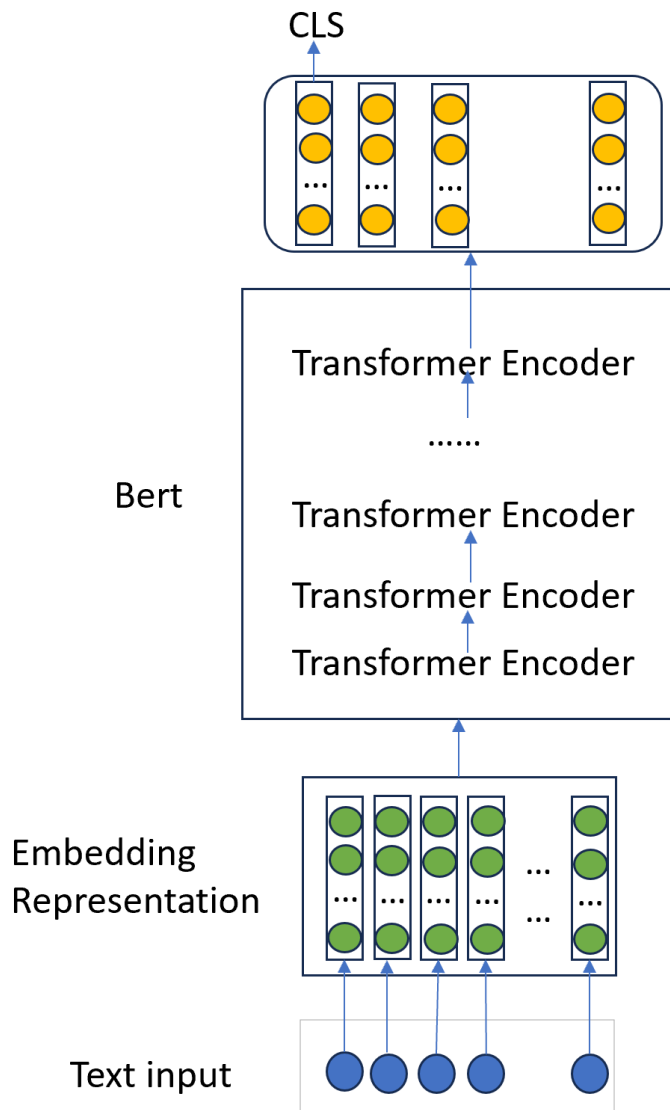 CLS
...
...
...
...
Transformer Encoder
......
Bert
Transformer Encoder
Transformer Encoder
Transformer Encoder
Embedding
Representation
...
...
...
...
...
...
...
Text input